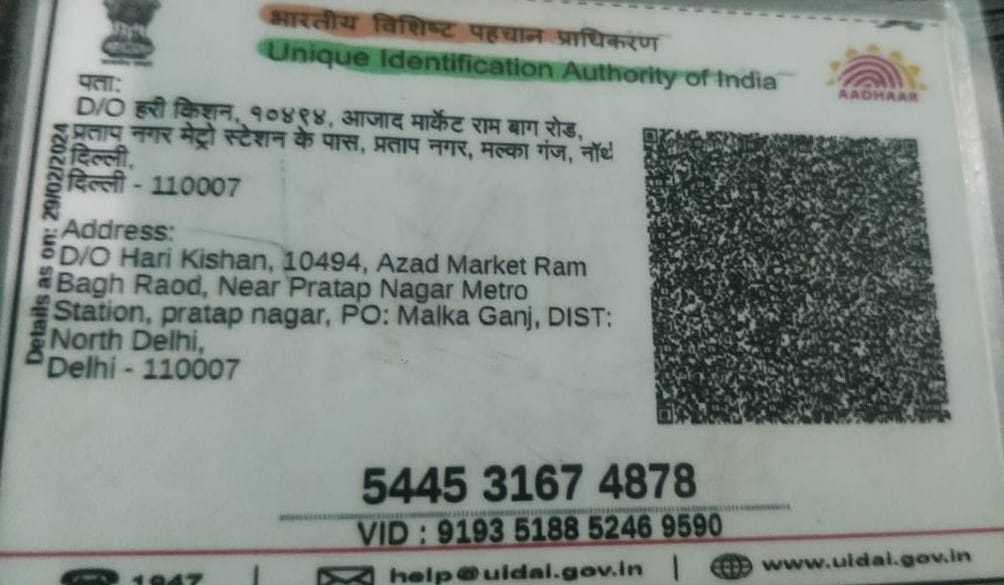 भारतीय विशिष्ट पहचान प्राधिकरण
Unique Identification Authority of India
AADHAAR
पता:
D/O हरी किशन, १०४९४, आजाद मार्केट राम बाग रोड,
प्रताप नगर मेट्रो स्टेशन के पास, प्रताप नगर, मल्का गंज, नॉर्थ
दिल्ली,
दिल्ली - 110007
Address:
D/O Hari Kishan, 10494, Azad Market Ram
Bagh Raod, Near Pratap Nagar Metro
Station, pratap nagar, PO: Malka Ganj, DIST:
North Delhi,
Delhi - 110007
Details as on: 29/02/2024
5445 3167 4878
VID : 9193 5188 5246 9590
1947 | help@uidai.gov.in | www.uidai.gov.in